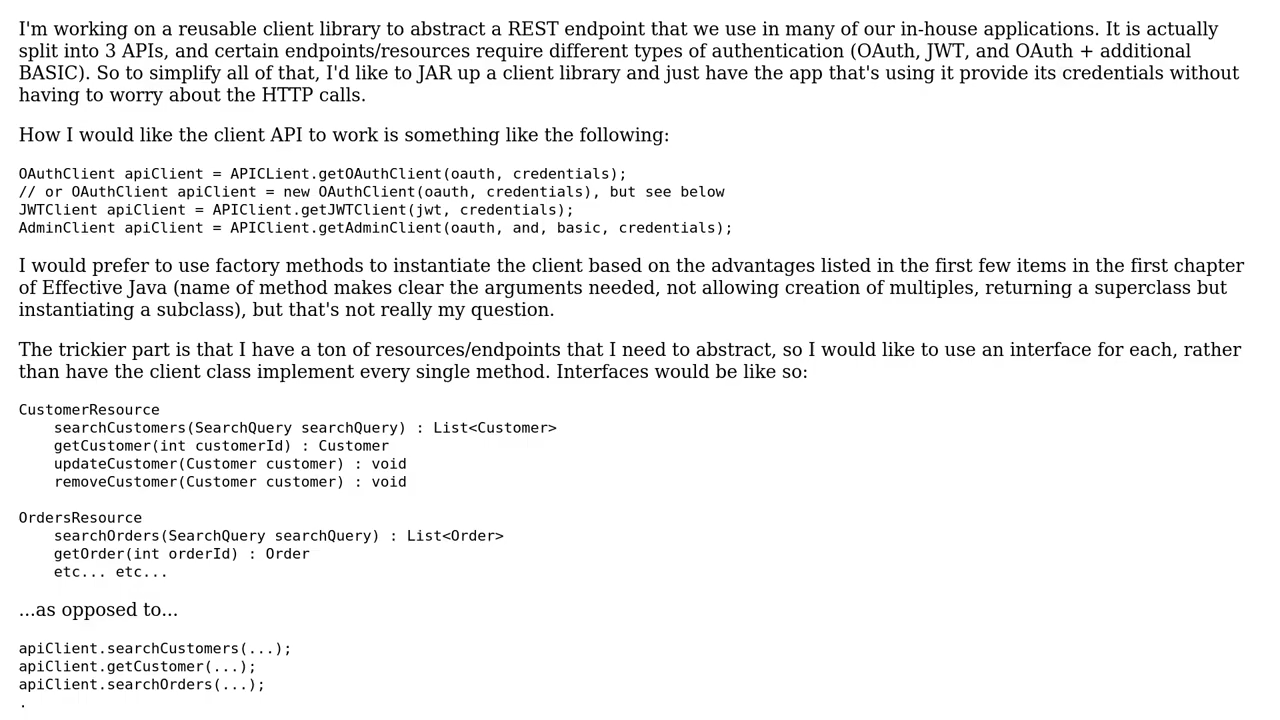 I'm working on a reusable client library to abstract a REST endpoint that we use in many of our in-house applications. It is actually
split into 3 APIs, and certain endpoints/resources require different types of authentication (OAuth, JWT, and OAuth + additional
BASIC). So to simplify all of that, I'd like to JAR up a client library and just have the app that's using it provide its credentials without
having to worry about the HTTP calls.
How I would like the client API to work is something like the following:
OAuthClient apiClient = APICLient.getOAuthClient(oauth, credentials);
// or OAuthClient apiClient = new OAuthClient(oauth, credentials), but see below
JWTClient apiClient = APIClient.getJWTClient(jwt, credentials);
AdminClient apiClient = APIClient.getAdminClient(oauth, and, basic, credentials);
I would prefer to use factory methods to instantiate the client based on the advantages listed in the first few items in the first chapter
of Effective Java (name of method makes clear the arguments needed, not allowing creation of multiples, returning a superclass but
instantiating a subclass), but that's not really my question.
The trickier part is that I have a ton of resources/endpoints that I need to abstract, so I would like to use an interface for each, rather
than have the client class implement every single method. Interfaces would be like so:
CustomerResource
    searchCustomers(SearchQuery searchQuery) : List<Customer>
    getCustomer(int customerId) : Customer
    updateCustomer(Customer customer) : void
    removeCustomer(Customer customer) : void
OrdersResource
    searchOrders(SearchQuery searchQuery) : List<Order>
    getOrder(int orderId) : Order
    etc... etc...
...as opposed to...
apiClient.searchCustomers(...);
apiClient.getCustomer(...);
apiClient.searchOrders(...);
.